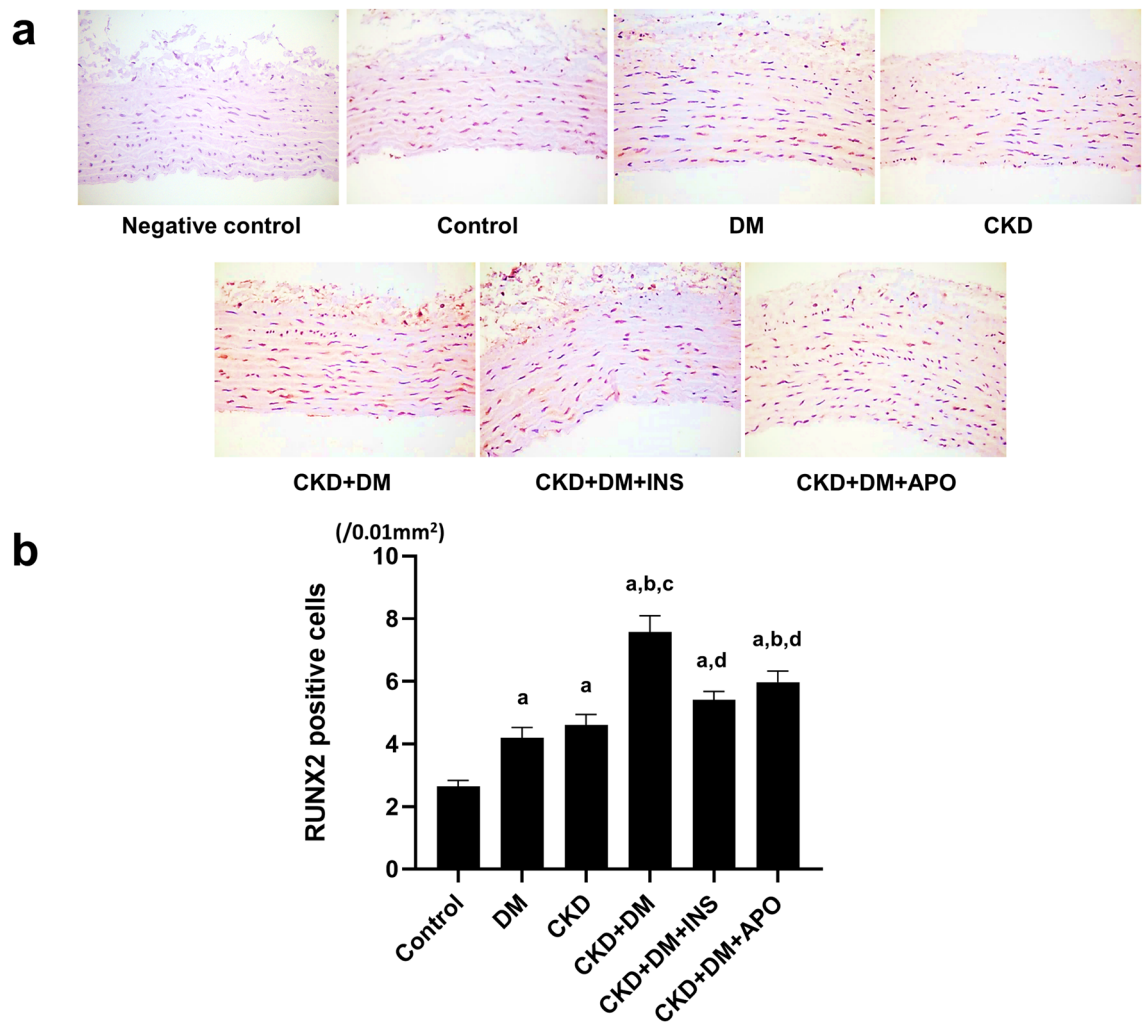 a
Negative control
Control
DM
CKD
CKD+DM
CKD+DM+INS
CKD+DM+APO
b
(/0.01mm²)
RUNX2 positive cells
10
8
6
4
2
0
a
a
a,b,c
a,d
a,b,d
Control
DM
CKD
CKD+DM
CKD+DM+INS
CKD+DM+APO